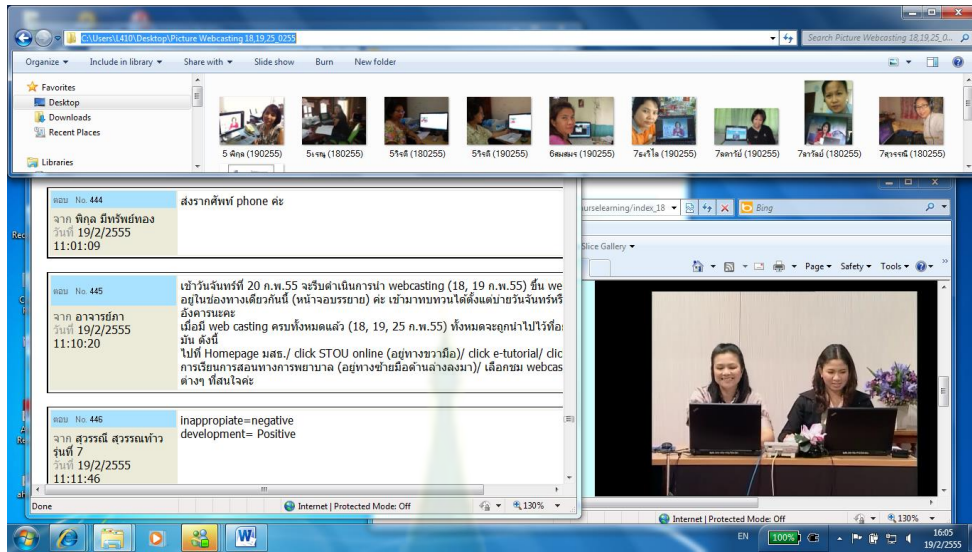 C:\Users\L410\Desktop\Picture Webcasting 18,19,25_0255
Search Picture Webcasting 18,19,25_0...
Organize Include in library Share with Slide show Burn New folder
Favorites
Desktop
Downloads
Recent Places
Libraries
5 พิกุล (190255)
5วรรณ (180255)
5วีรดี (180255)
5วีรดี (190255)
6สมสมร (190255)
7ธงวิไล (190255)
7ลดาวัย์ (190255)
7ลาวัลย์ (180255)
7สุวรรณี (180255)
ตอบ No. 444
จาก พิกุล มีทรัพย์ทอง
วันที่ 19/2/2555
11:01:09
ส่งรากศัพท์ phone ค่ะ
ตอบ No. 445
จาก อาจารย์ภา
วันที่ 19/2/2555
11:10:20
เช้าวันจันทร์ที่ 20 ก.พ.55 จะรีบดำเนินการนำ webcasting (18, 19 ก.พ.55) ขึ้น we
อยู่ในช่องทางเดียวกันนี้ (หน้าจอบรรยาย) ค่ะ เข้ามาทบทวนได้ตั้งแต่บ่ายวันจันทร์หรื
อังคารนะคะ
เมื่อมี web casting ครบทั้งหมดแล้ว (18, 19, 25 ก.พ.55) ทั้งหมดจะถูกนำไปไว้ที่อ
มัน ดังนี้
ไปที่ Homepage มสธ./ click STOU online (อยู่ทางขวามือ)/ click e-tutorial/ clic
การเรียนการสอนทางการพยาบาล (อยู่ทางซ้ายมือด้านล่างลงมา)/ เลือกชม webcas
ต่างๆ ที่สนใจค่ะ
ตอบ No. 446
จาก สุวรรณี สุวรรณท้าว
รุ่นที่ 7
วันที่ 19/2/2555
11:11:46
inappropiate=negative
development= Positive
Done Internet | Protected Mode: Off 130%
urselearning/index_18 Bing
Slice Gallery
Page Safety Tools
Internet | Protected Mode: Off 130%
EN 100% 16:05
19/2/2555